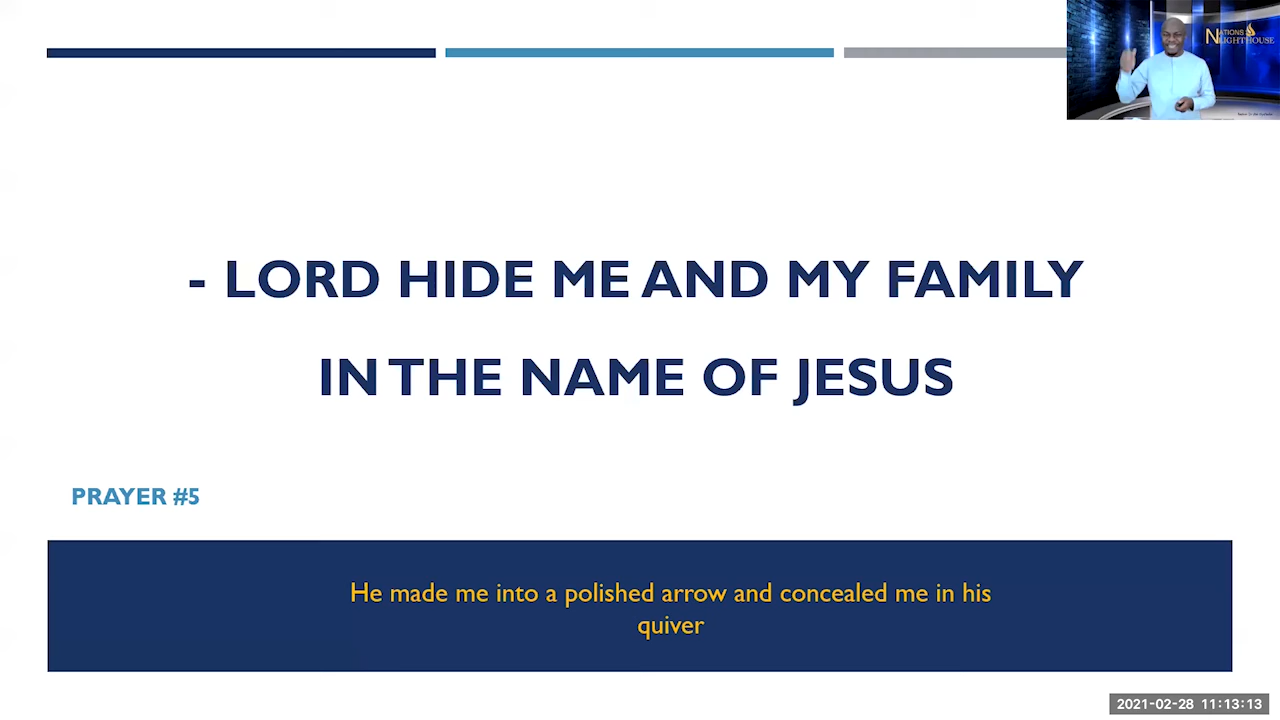 NATIONS
LIGHTHOUSE
- LORD HIDE ME AND MY FAMILY
IN THE NAME OF JESUS
PRAYER #5
He made me into a polished arrow and concealed me in his
quiver
2021-02-28 11:13:13